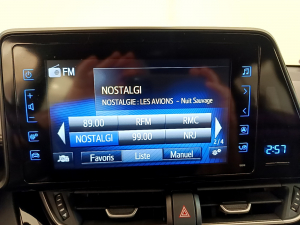 FM
NOSTALGI
NOSTALGIE : LES AVIONS - Nuit Sauvage
89.00 RFM RMC
NOSTALGI 99.00 NRJ
2/4
Favoris Liste Manuel
2:57